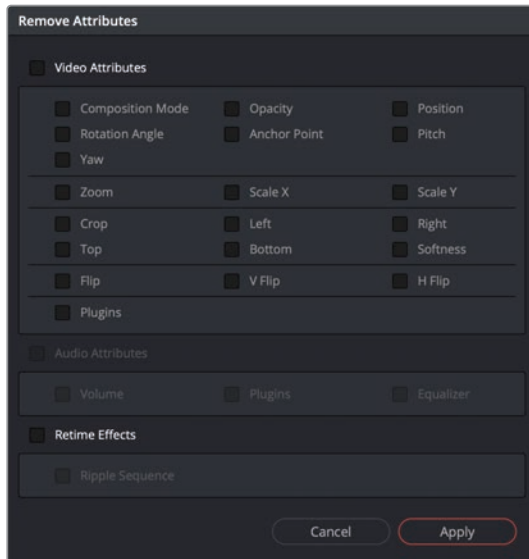 Remove Attributes
Video Attributes
Composition Mode Opacity Position
Rotation Angle Anchor Point Pitch
Yaw
Zoom Scale X Scale Y
Crop Left Right
Top Bottom Softness
Flip V Flip H Flip
Plugins
Audio Attributes
Volume Plugins Equalizer
Retime Effects
Ripple Sequence
Cancel Apply